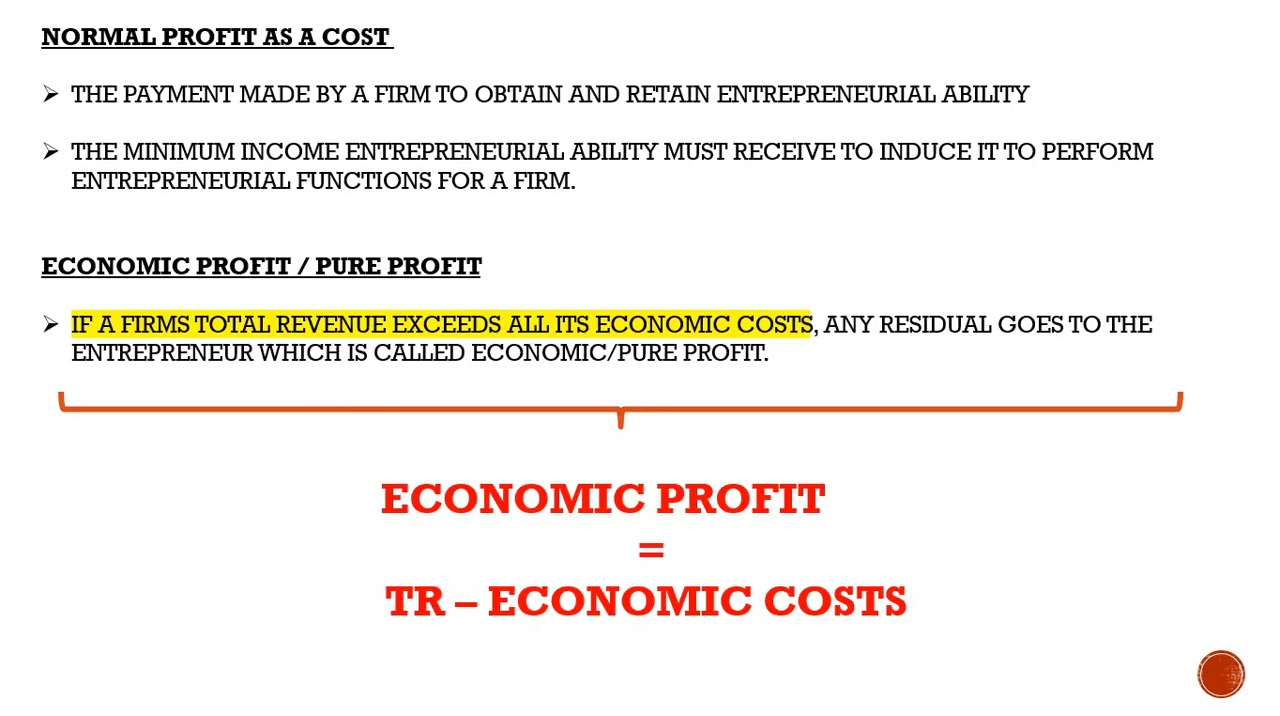 NORMAL PROFIT AS A COST
➢ THE PAYMENT MADE BY A FIRM TO OBTAIN AND RETAIN ENTREPRENEURIAL ABILITY
➢ THE MINIMUM INCOME ENTREPRENEURIAL ABILITY MUST RECEIVE TO INDUCE IT TO PERFORM
ENTREPRENEURIAL FUNCTIONS FOR A FIRM.
ECONOMIC PROFIT / PURE PROFIT
➢ IF A FIRMS TOTAL REVENUE EXCEEDS ALL ITS ECONOMIC COSTS, ANY RESIDUAL GOES TO THE
ENTREPRENEUR WHICH IS CALLED ECONOMIC/PURE PROFIT.
ECONOMIC PROFIT
=
TR – ECONOMIC COSTS